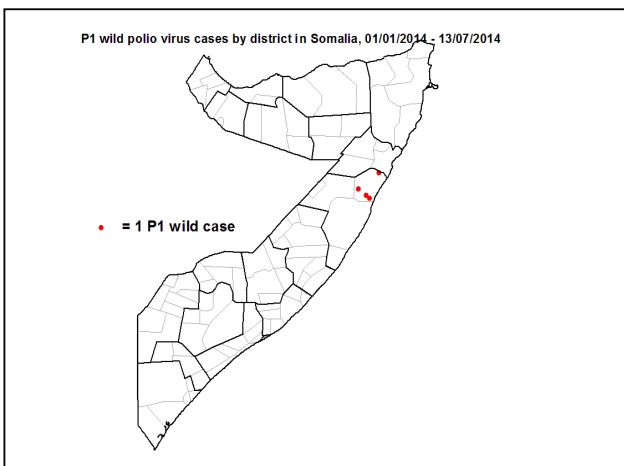 P1 wild polio virus cases by district in Somalia, 01/01/2014 - 13/07/2014
= 1 P1 wild case